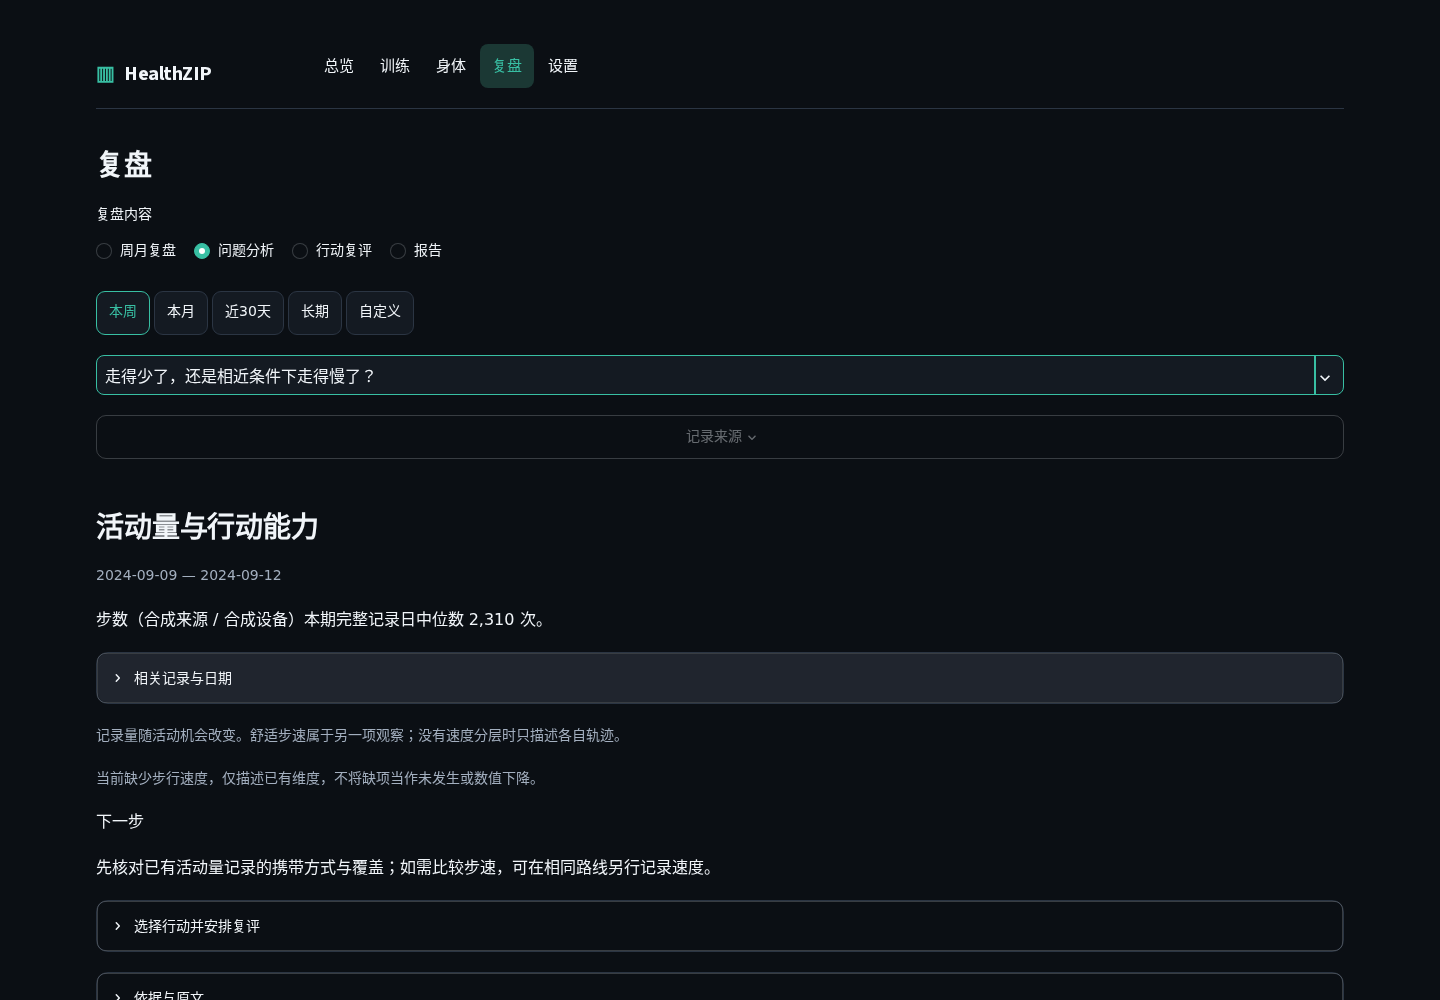 HealthZIP
总览 训练 身体 复盘 设置
复盘
复盘内容
周月复盘 问题分析 行动复评 报告
本周 本月 近30天 长期 自定义
走得少了，还是相近条件下走得慢了？
记录来源
活动量与行动能力
2024-09-09 — 2024-09-12
步数（合成来源 / 合成设备）本期完整记录日中位数 2,310 次。
相关记录与日期
记录量随活动机会改变。舒适步速属于另一项观察；没有速度分层时只描述各自轨迹。
当前缺少步行速度，仅描述已有维度，不将缺项当作未发生或数值下降。
下一步
先核对已有活动量记录的携带方式与覆盖；如需比较步速，可在相同路线另行记录速度。
选择行动并安排复评
依据与原文